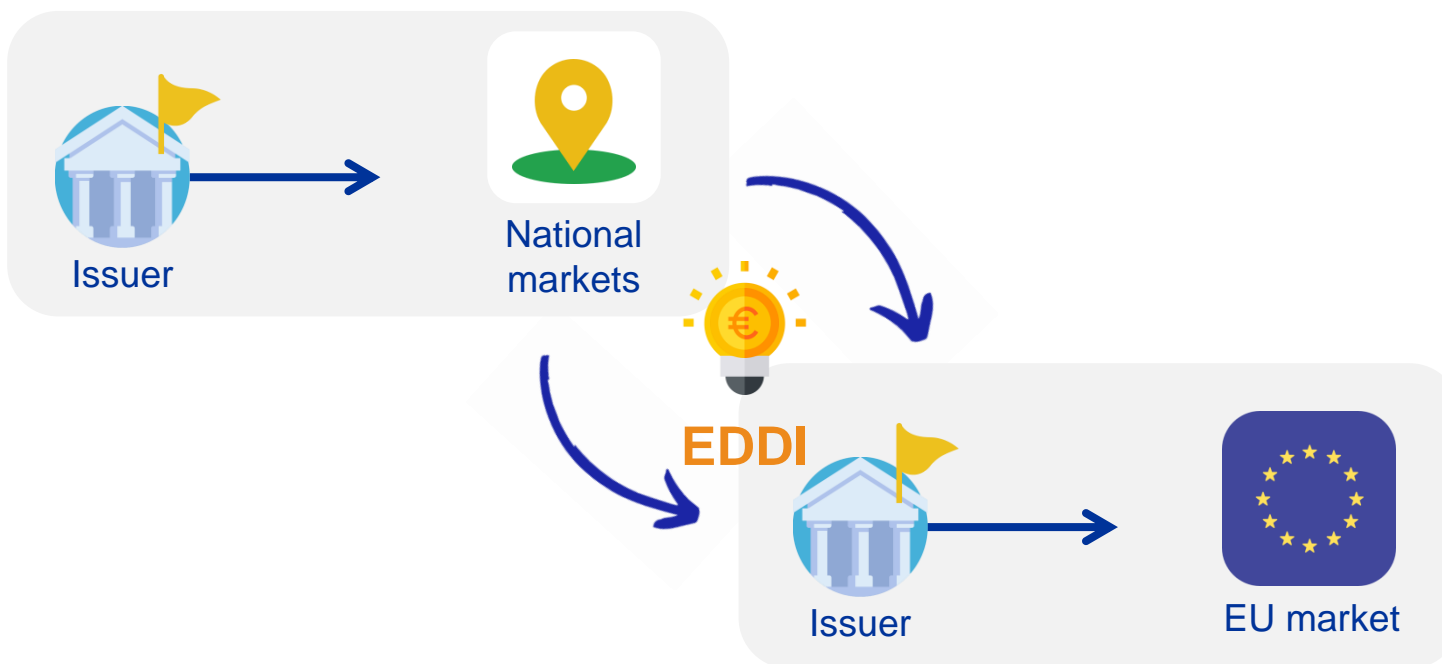 Issuer
National
markets
€
EDDI
Issuer
EU market